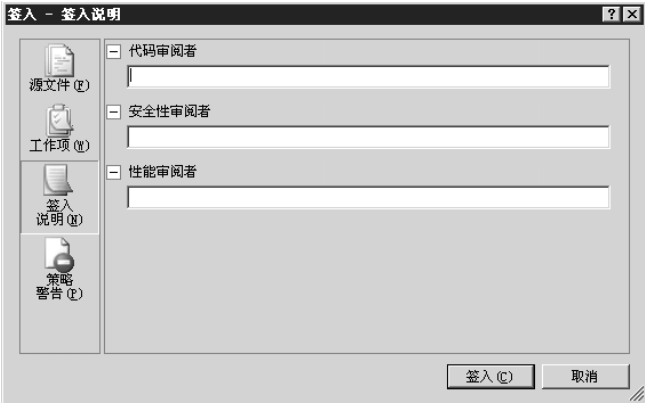 签入 - 签入说明
源文件(F)
工作项(W)
签入
说明(N)
策略
警告(P)
代码审阅者
安全性审阅者
性能审阅者
签入(C)
取消